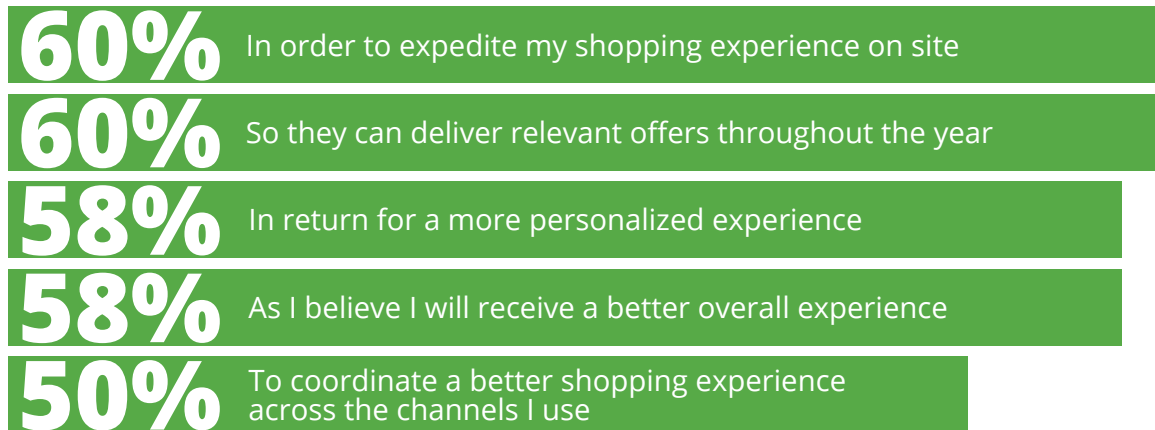 60% In order to expedite my shopping experience on site
60% So they can deliver relevant offers throughout the year
58% In return for a more personalized experience
58% As I believe I will receive a better overall experience
50% To coordinate a better shopping experience
across the channels I use